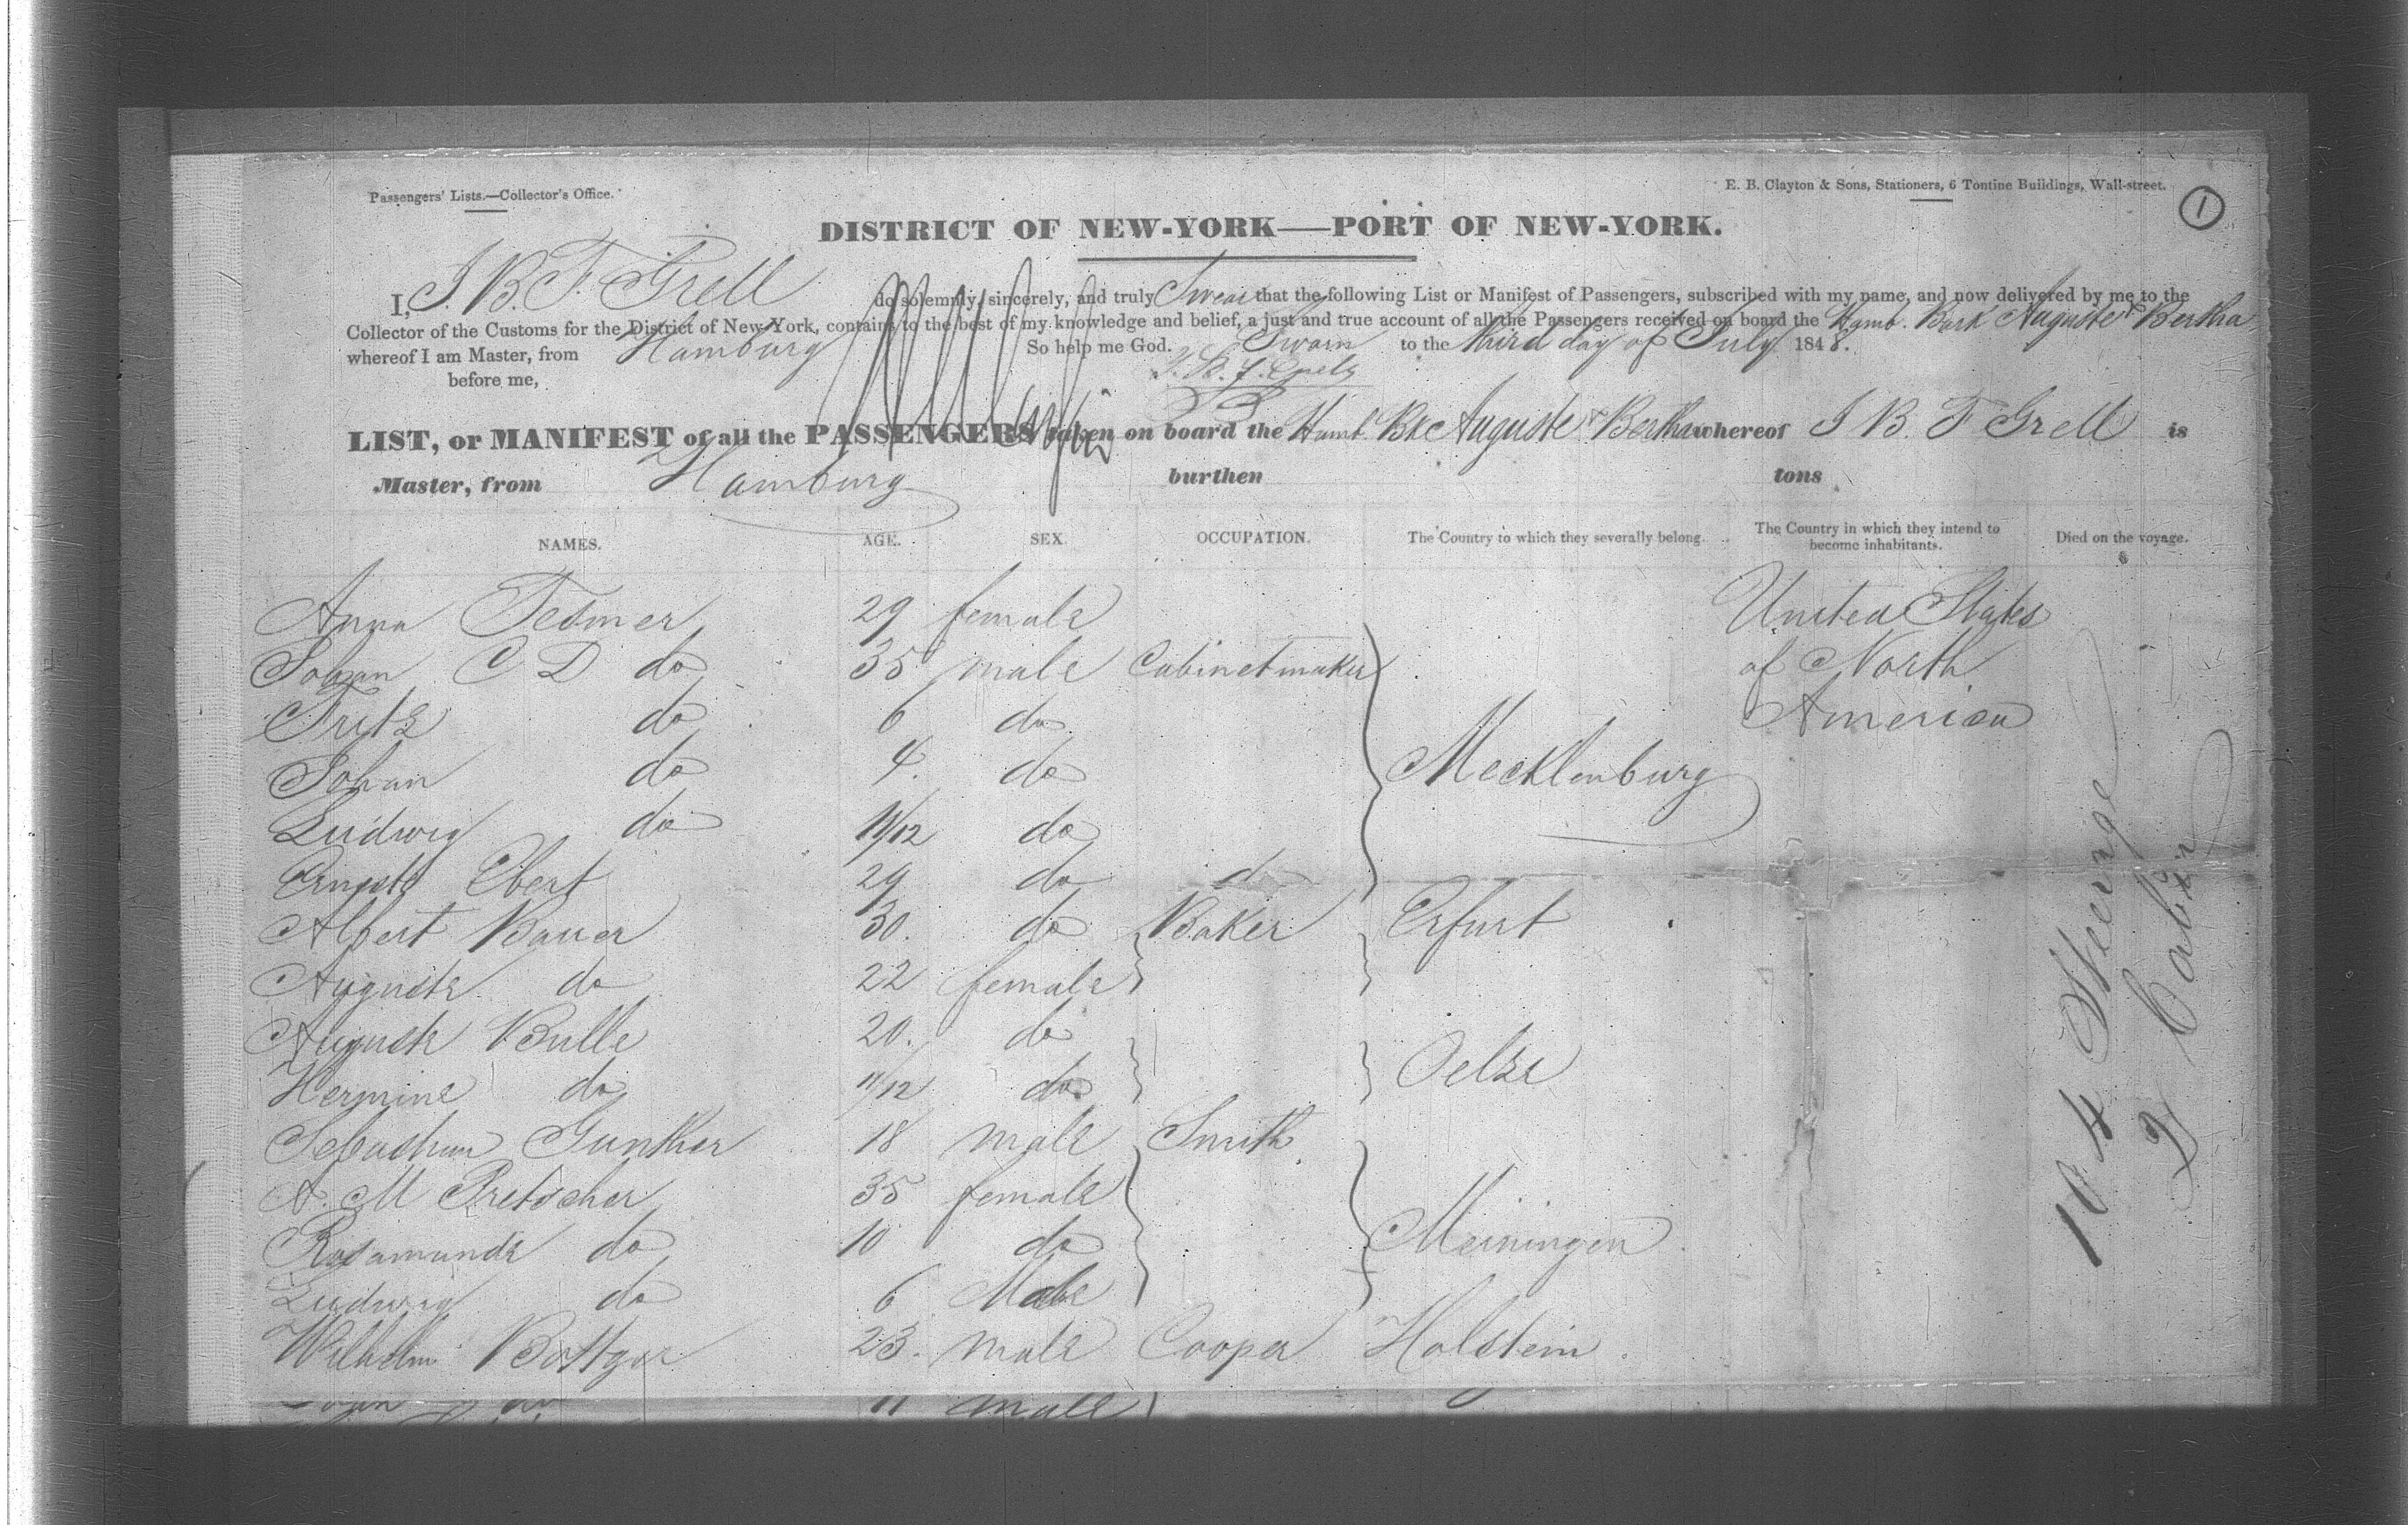 Passengers' Lists.—Collector's Office.
E. B. Clayton & Sons, Stationers, 6 Tontine Buildings, Wall-street.
1
DISTRICT OF NEW-YORK—PORT OF NEW-YORK.
I, J. B. F. Grell do solemnly, sincerely, and truly Swear that the following List or Manifest of Passengers, subscribed with my name, and now delivered by me to the
Collector of the Customs for the District of New-York, contains to the best of my knowledge and belief, a just and true account of all the Passengers received on board the Hamb. Bark Auguste & Bertha
whereof I am Master, from Hamburg So help me God. Sworn to the third day of July 1848.
before me,
LIST, or MANIFEST of all the PASSENGERS taken on board the Hamb. Bk Auguste & Bertha whereof J B F Grell is
Master, from Hamburg burthen tons
NAMES. AGE. SEX. OCCUPATION. The Country to which they severally belong. The Country in which they intend to become inhabitants. Died on the voyage.
Anna Tesmer 29 female United States
Johan C D do 35 male Cabinetmaker of North
Fritz do 6 do America
Johan do 4. do Mecklenburg
Ludwig do 11/12 do
Ernst Ebert 29 do do
Albert Bauer 30. do Baker Erfurt
Auguste do 22 female
Auguste Bulle 20. do
Hermine do 11/12 do Oelze
Sebastian Gunther 18 male Smith
A. M Pretscher 35 female
Rosamunde do 10 do Meiningen
Ludwig do 6 Male
Wilhelm Bottger 23. male Cooper Holstein.
11 male
104 Steerage
2 Cabin